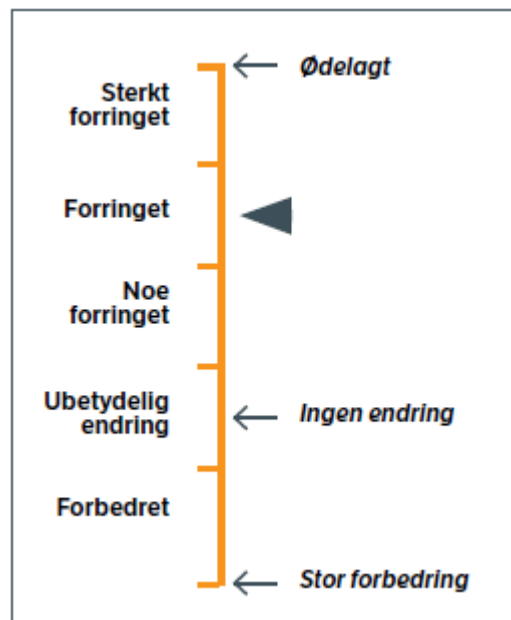 Ødelagt
Sterkt
forringet
Forringet
Noe
forringet
Ubetydelig
endring
Ingen endring
Forbedret
Stor forbedring